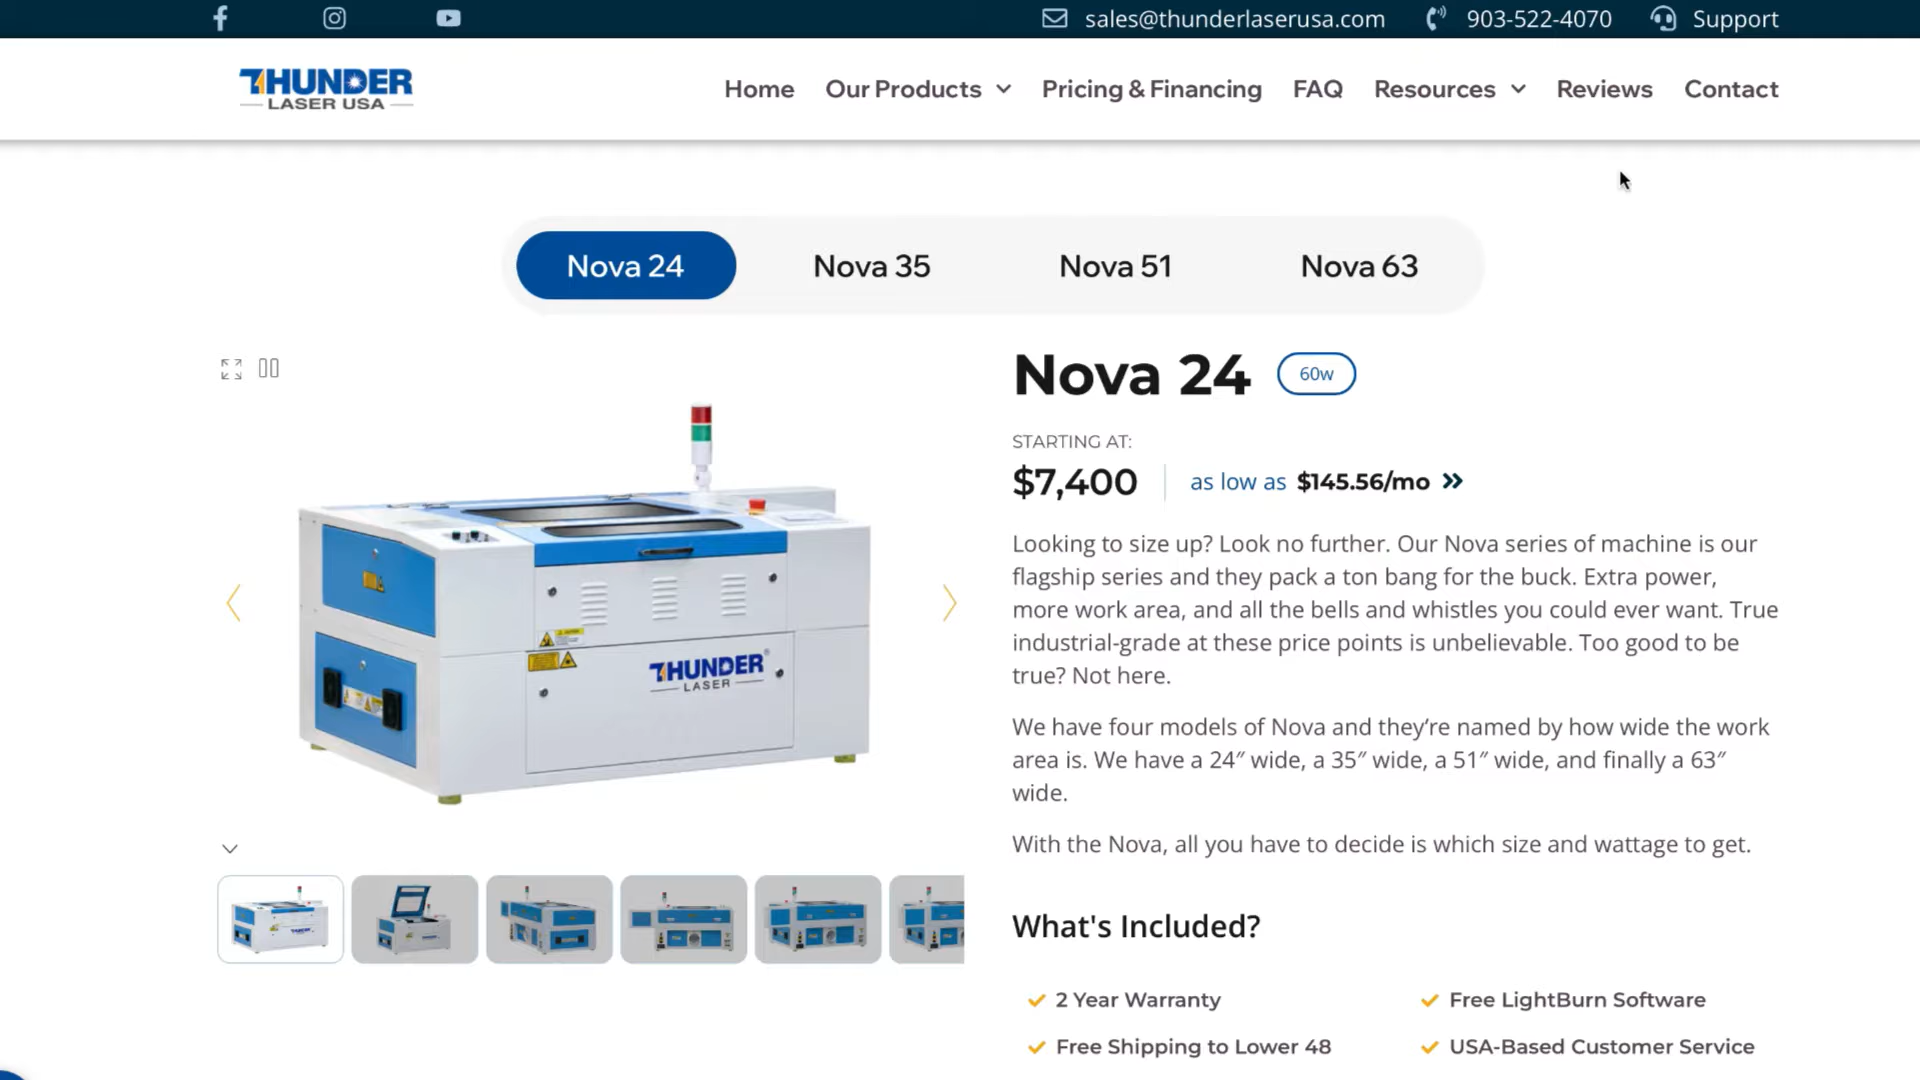 sales@thunderlaserusa.com 903-522-4070 Support
THUNDER
LASER USA
Home Our Products Pricing & Financing FAQ Resources Reviews Contact
Nova 24 Nova 35 Nova 51 Nova 63
Nova 24 60w
STARTING AT:
$7,400 as low as $145.56/mo
Looking to size up? Look no further. Our Nova series of machine is our
flagship series and they pack a ton bang for the buck. Extra power,
more work area, and all the bells and whistles you could ever want. True
industrial-grade at these price points is unbelievable. Too good to be
true? Not here.
We have four models of Nova and they’re named by how wide the work
area is. We have a 24″ wide, a 35″ wide, a 51″ wide, and finally a 63″
wide.
With the Nova, all you have to decide is which size and wattage to get.
What's Included?
2 Year Warranty Free LightBurn Software
Free Shipping to Lower 48 USA-Based Customer Service
THUNDER®
LASER